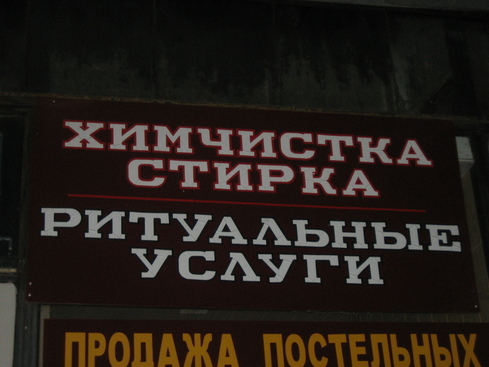 ХИМЧИСТКА
СТИРКА
РИТУАЛЬНЫЕ
УСЛУГИ
ПРОДАЖА ПОСТЕЛЬНЫХ